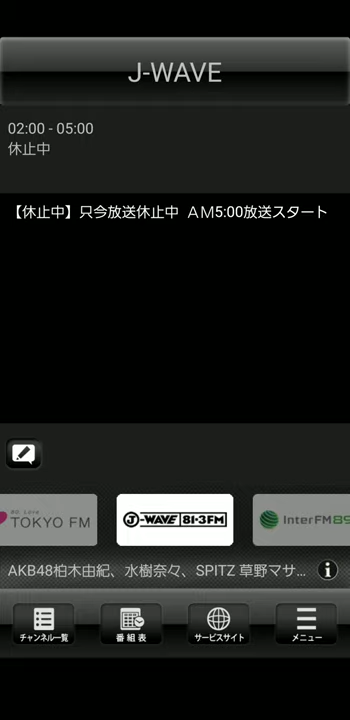 J-WAVE
02:00 - 05:00
休止中
【休止中】只今放送休止中 ＡＭ5:00放送スタート
TOKYO FM
J-WAVE 81.3FM
InterFM89
AKB48柏木由紀、水樹奈々、SPITZ 草野マサ...
チャンネル一覧
番組表
サービスサイト
メニュー